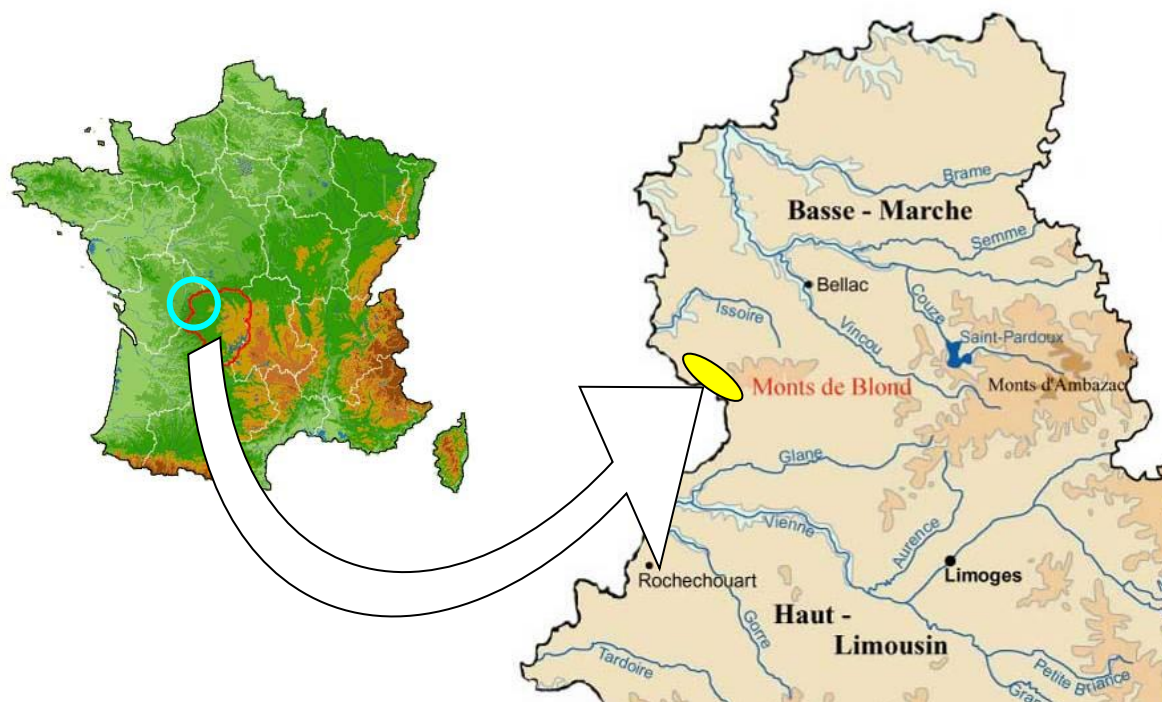 Brame
Basse - Marche
Semme
Bellac
Couze
Issoire
Vincou
Saint-Pardoux
Monts de Blond
Monts d'Ambazac
Glane
Vienne
Aurence
Rochechouart
Limoges
Gorre
Haut -
Limousin
Tardoire
Petite Briance